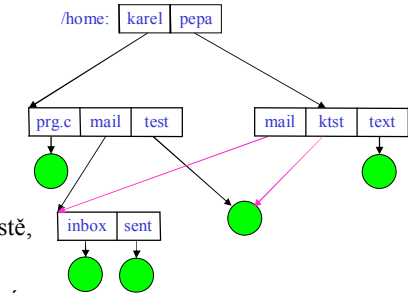 /home: karel pepa
prg.c mail test mail ktst text
stě,
inbox sent